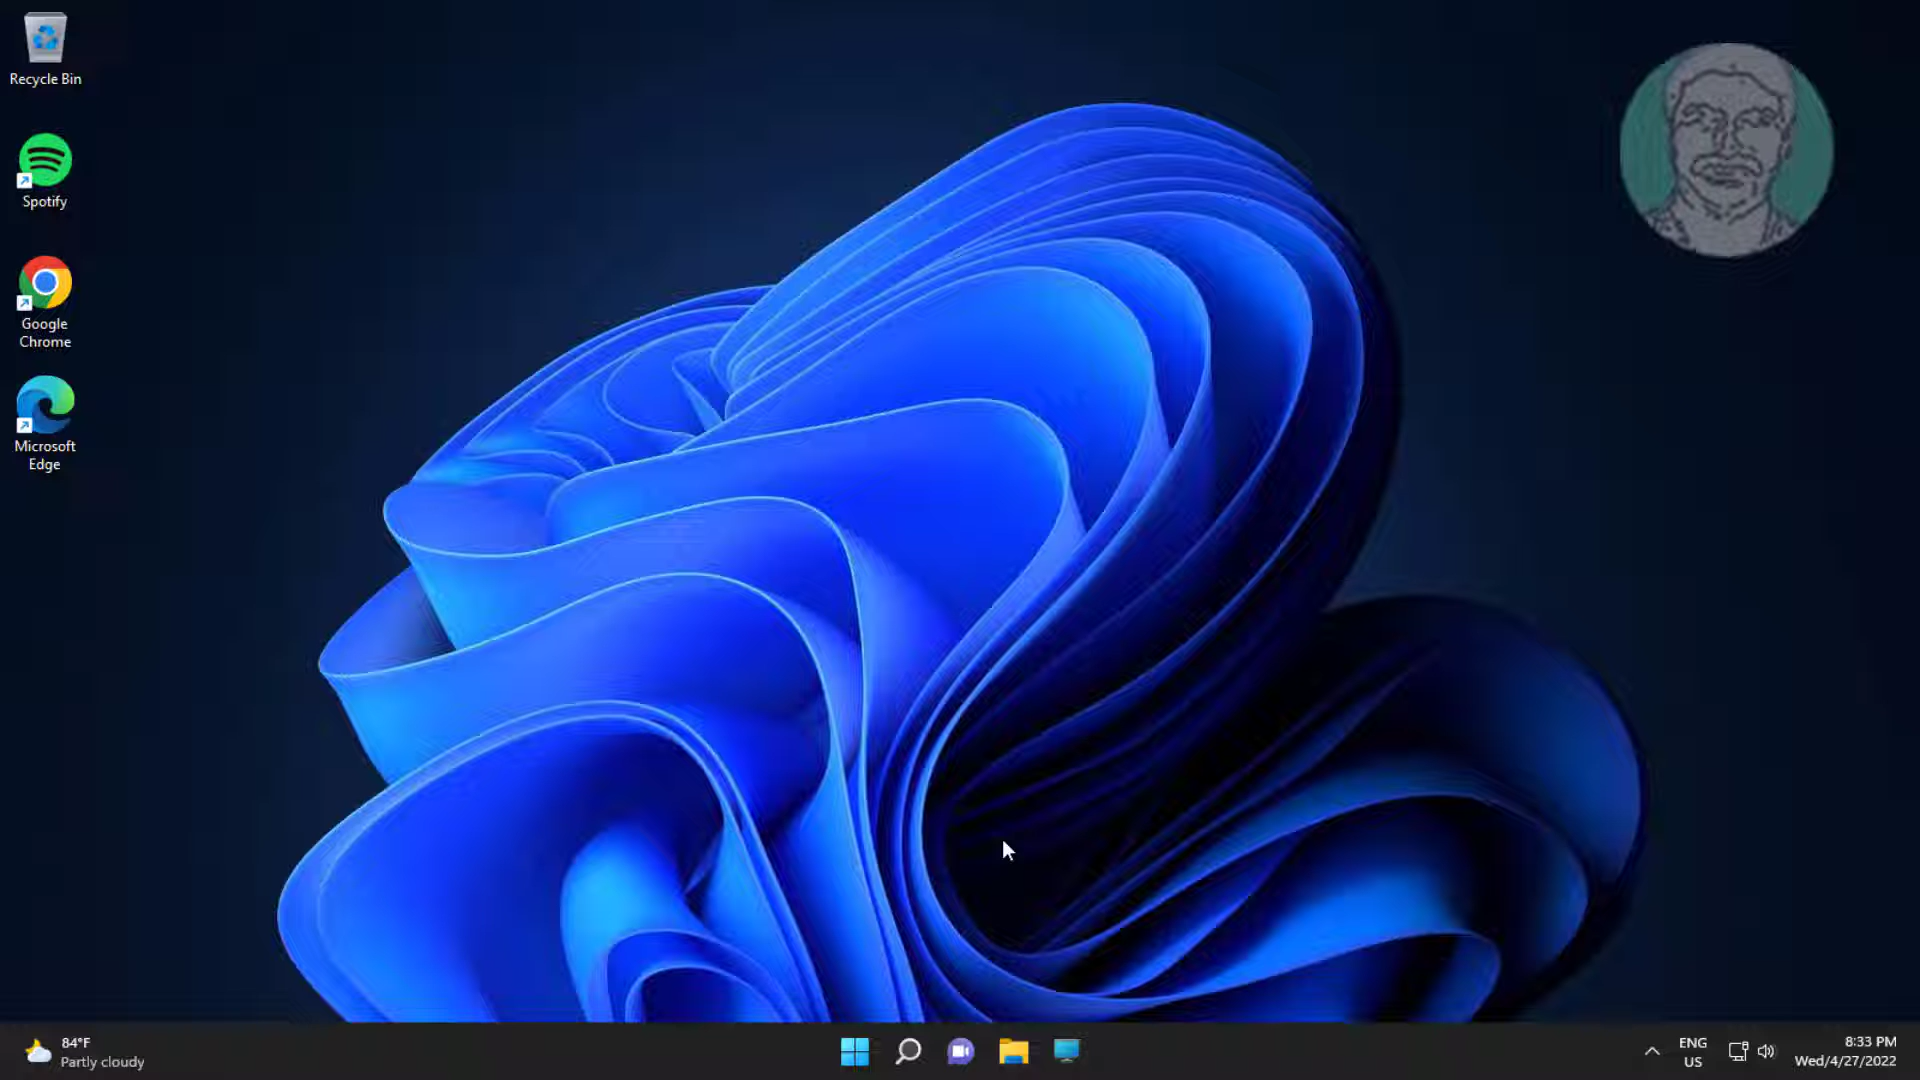 Recycle Bin
Spotify
Google
Chrome
Microsoft
Edge
84°F
Partly cloudy
ENG
US
8:33 PM
Wed/4/27/2022